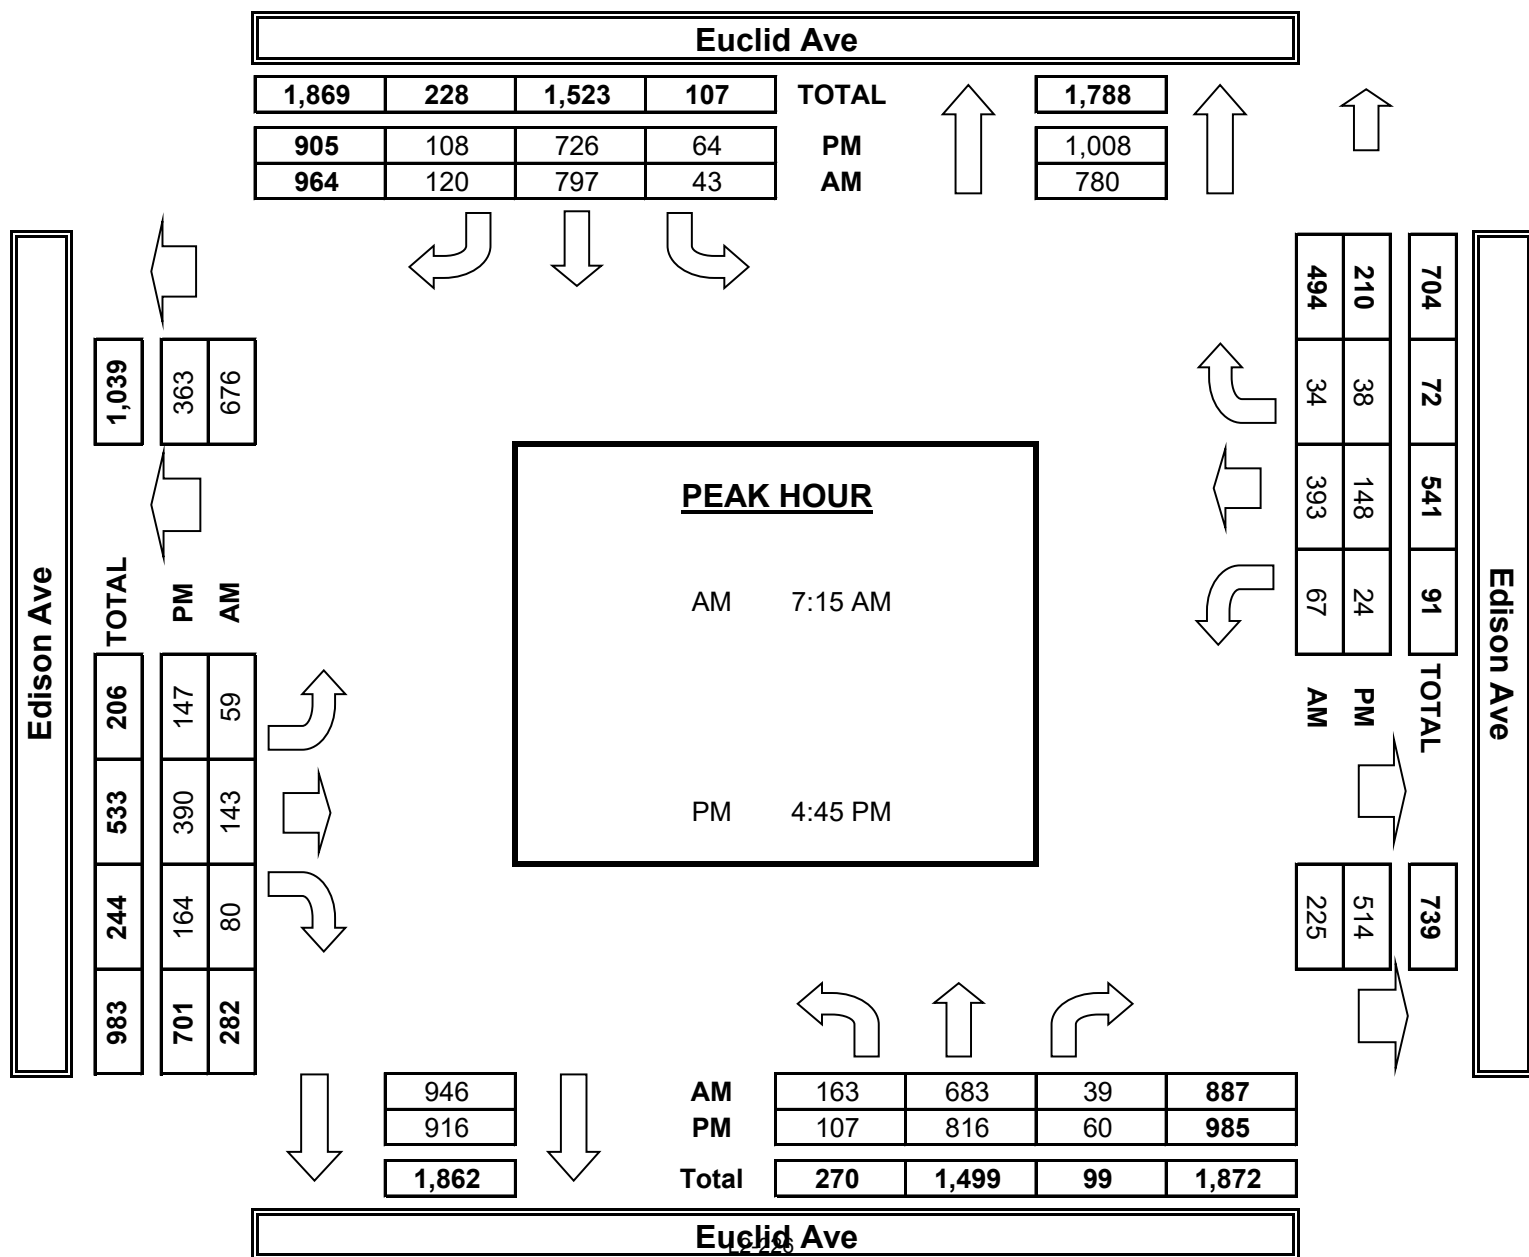 Euclid Ave
1,869 228 1,523 107 TOTAL 1,788
905 108 726 64 PM 1,008
964 120 797 43 AM 780
Edison Ave
TOTAL PM AM
1,039 363 676
206 147 59
533 390 143
244 164 80
983 701 282
PEAK HOUR
AM 7:15 AM
PM 4:45 PM
494 210 704
34 38 72
393 148 541
67 24 91
AM PM TOTAL
225 514 739
Edison Ave
946 AM 163 683 39 887
916 PM 107 816 60 985
1,862 Total 270 1,499 99 1,872
Euclid Ave
L2-226